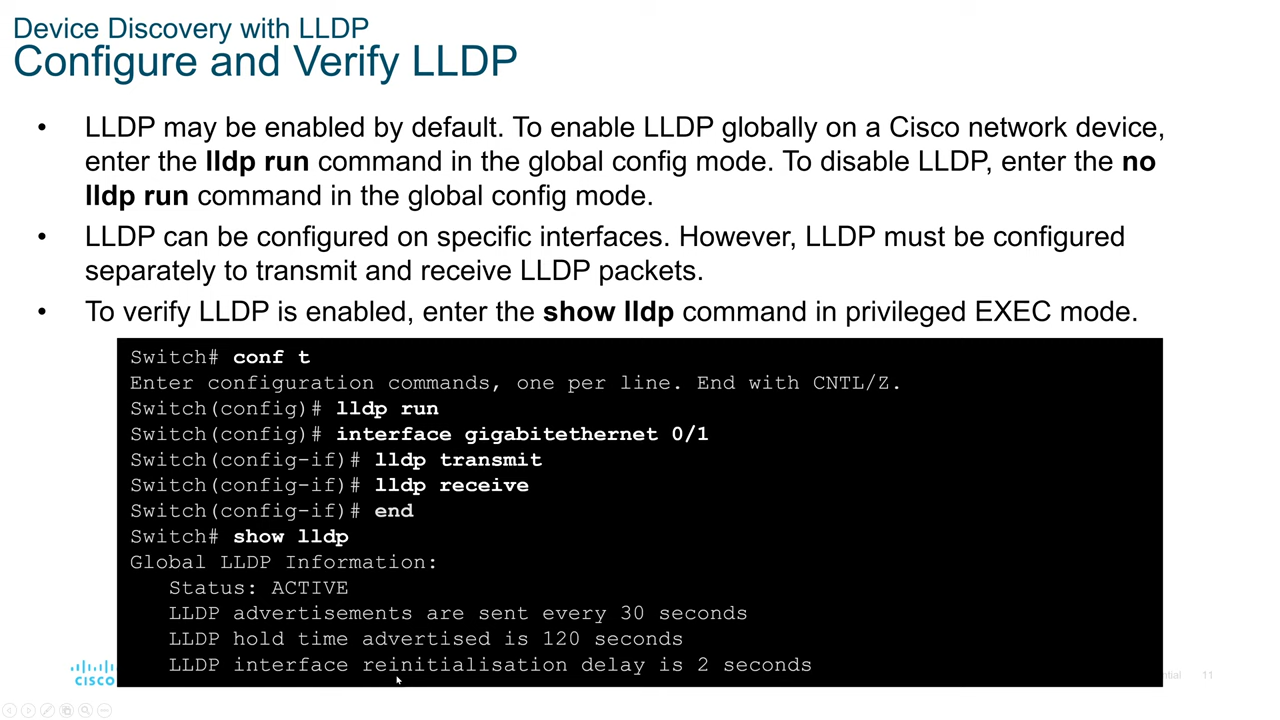 Device Discovery with LLDP
Configure and Verify LLDP
• LLDP may be enabled by default. To enable LLDP globally on a Cisco network device,
enter the lldp run command in the global config mode. To disable LLDP, enter the no
lldp run command in the global config mode.
• LLDP can be configured on specific interfaces. However, LLDP must be configured
separately to transmit and receive LLDP packets.
• To verify LLDP is enabled, enter the show lldp command in privileged EXEC mode.
Switch# conf t
Enter configuration commands, one per line. End with CNTL/Z.
Switch(config)# lldp run
Switch(config)# interface gigabitethernet 0/1
Switch(config-if)# lldp transmit
Switch(config-if)# lldp receive
Switch(config-if)# end
Switch# show lldp
Global LLDP Information:
Status: ACTIVE
LLDP advertisements are sent every 30 seconds
LLDP hold time advertised is 120 seconds
LLDP interface reinitialisation delay is 2 seconds
CISCO
11